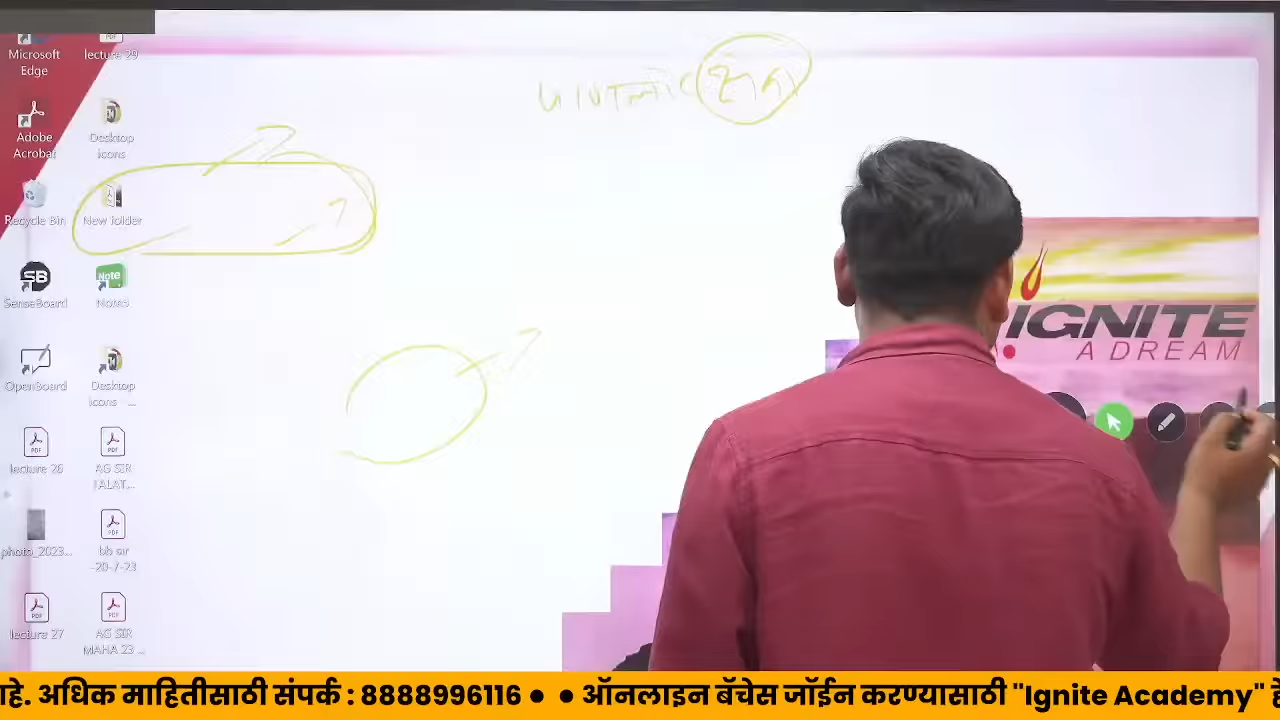 Microsoft Edge
lecture 29
Adobe Acrobat
Desktop icons
Recycle Bin
New folder
SenseBoard
Note
OpenBoard
Desktop icons - ...
lecture 26
AG SIR
photo_2023...
bb sir -20-7-23
lecture 27
AG SIR MAHA 23 ...
IGNITE
A DREAM
आहे. अधिक माहितीसाठी संपर्क : 8888996116 ● ● ऑनलाइन बॅचेस जॉईन करण्यासाठी "Ignite Academy" हे